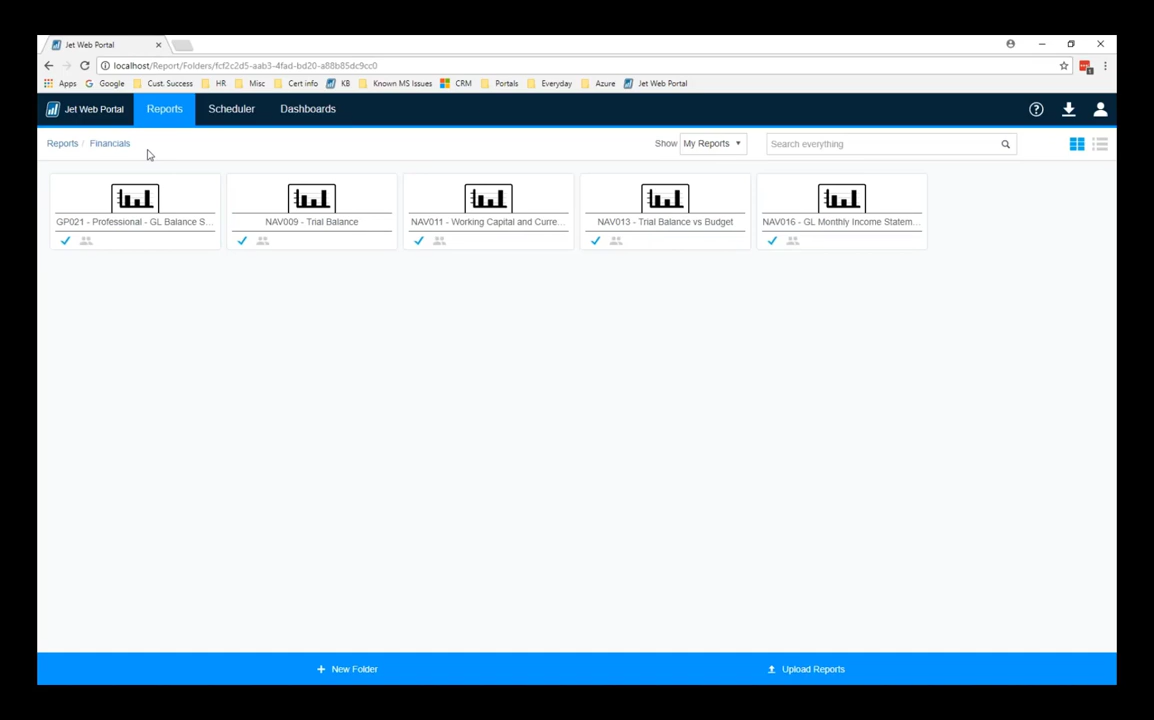 Jet Web Portal
localhost/Report/Folders/fcf2c2d5-aab3-4fad-bd20-a88b85dc9cc0
Apps Google Cust. Success HR Misc Cert info KB Known MS Issues CRM Portals Everyday Azure Jet Web Portal
Jet Web Portal Reports Scheduler Dashboards
Reports / Financials Show My Reports Search everything
GP021 - Professional - GL Balance S... NAV009 - Trial Balance NAV011 - Working Capital and Curre... NAV013 - Trial Balance vs Budget NAV016 - GL Monthly Income Statem...
+ New Folder Upload Reports